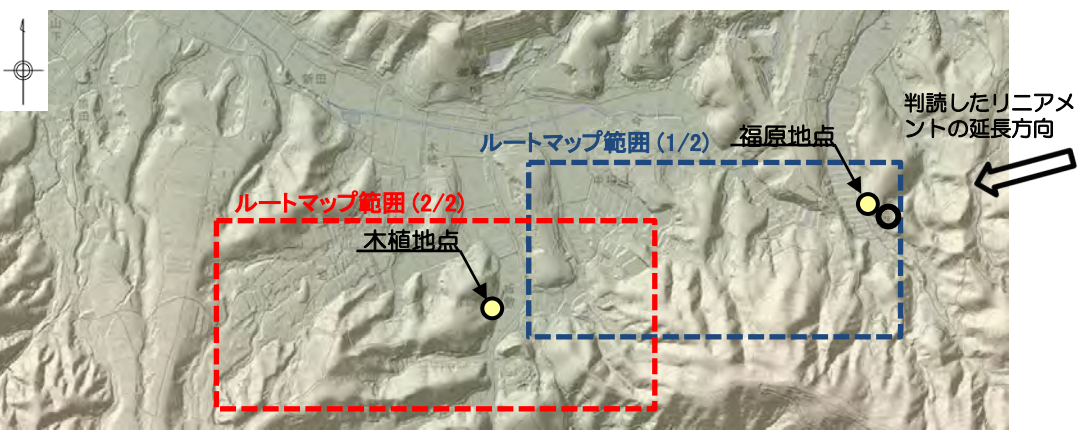 判読したリニアメ
ントの延長方向
ルートマップ範囲(1/2)
福原地点
ルートマップ範囲(2/2)
木植地点
新田